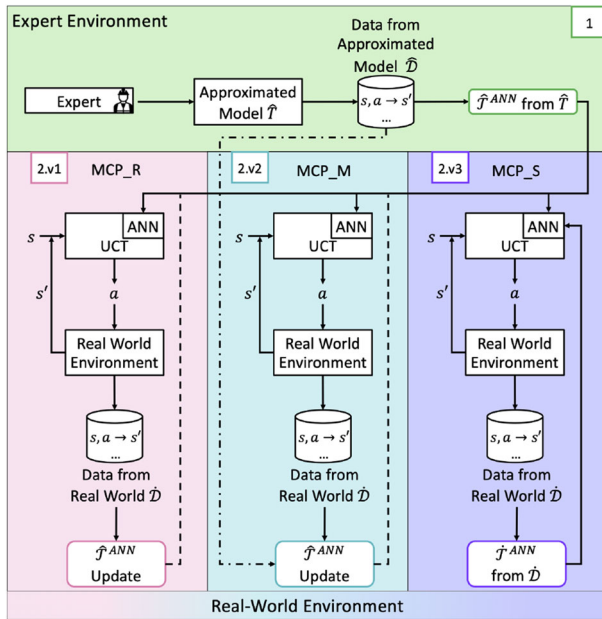 Expert Environment
1
Data from
Approximated
Model 𝒟̂
Expert
Approximated
Model T̂
s, a → s′
...
𝒯̂ ᴬᴺᴺ from T̂
2.v1
MCP_R
2.v2
MCP_M
2.v3
MCP_S
s
ANN
UCT
s′
a
Real World
Environment
s, a → s′
...
Data from
Real World 𝒟̇
𝒯̂ ᴬᴺᴺ
Update
s
ANN
UCT
s′
a
Real World
Environment
s, a → s′
...
Data from
Real World 𝒟̇
𝒯̂ ᴬᴺᴺ
Update
s
ANN
UCT
s′
a
Real World
Environment
s, a → s′
...
Data from
Real World 𝒟̇
𝒯̇ ᴬᴺᴺ
from 𝒟̇
Real-World Environment